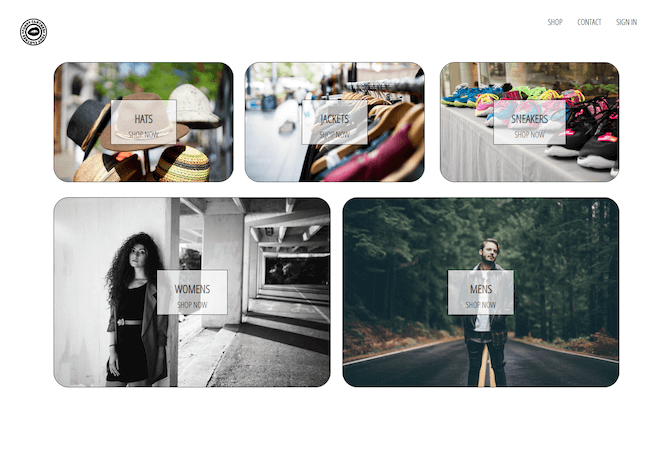 SHOP
CONTACT
SIGN IN
HATS
SHOP NOW
JACKETS
SHOP NOW
SNEAKERS
SHOP NOW
WOMENS
SHOP NOW
MENS
SHOP NOW